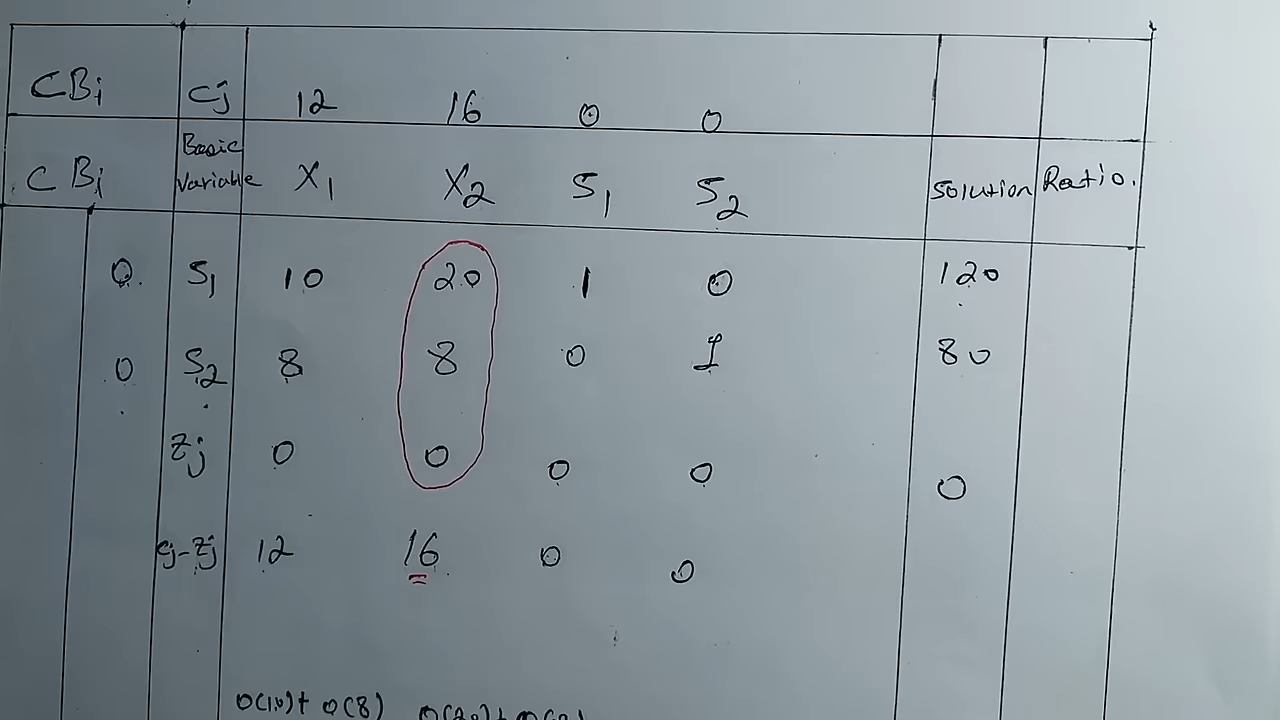 CBi Cj 12 16 0 0
CBi Basic Variable X1 X2 S1 S2 Solution Ratio.
0. S1 10 20 1 0 120
0 S2 8 8 0 1 80
Zj 0 0 0 0 0
cj-Zj 12 16 0 0
0(10)+ 0(8)